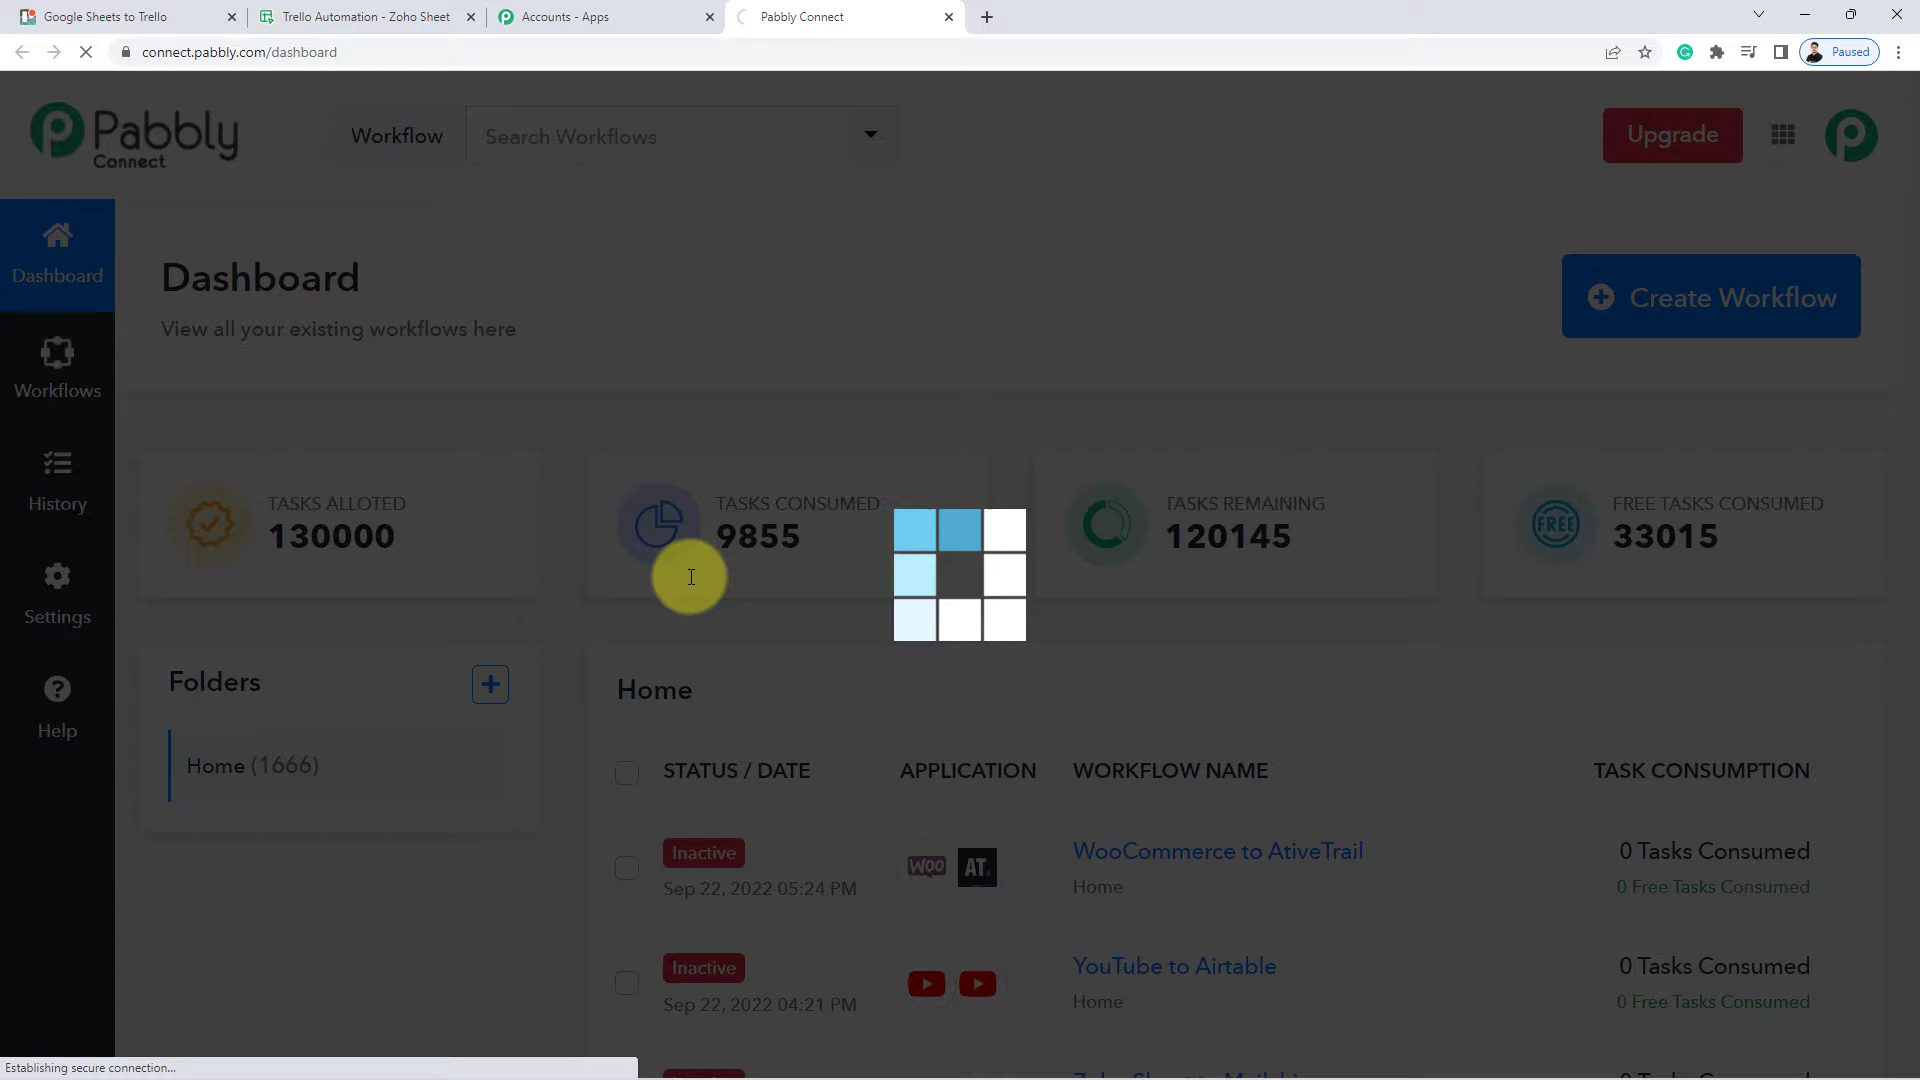 Google Sheets to Trello
Trello Automation - Zoho Sheet
Accounts - Apps
Pabbly Connect
connect.pabbly.com/dashboard
Paused
Pabbly
Connect
Workflow
Search Workflows
Upgrade
Dashboard
Workflows
History
Settings
Help
Dashboard
View all your existing workflows here
Create Workflow
TASKS ALLOTED
130000
TASKS CONSUMED
9855
TASKS REMAINING
120145
FREE
FREE TASKS CONSUMED
33015
Folders
Home (1666)
Home
STATUS / DATE APPLICATION WORKFLOW NAME TASK CONSUMPTION
Inactive
Sep 22, 2022 05:24 PM
WOO
AT.
WooCommerce to AtiveTrail
Home
0 Tasks Consumed
0 Free Tasks Consumed
Inactive
Sep 22, 2022 04:21 PM
YouTube to Airtable
Home
0 Tasks Consumed
0 Free Tasks Consumed
Establishing secure connection...